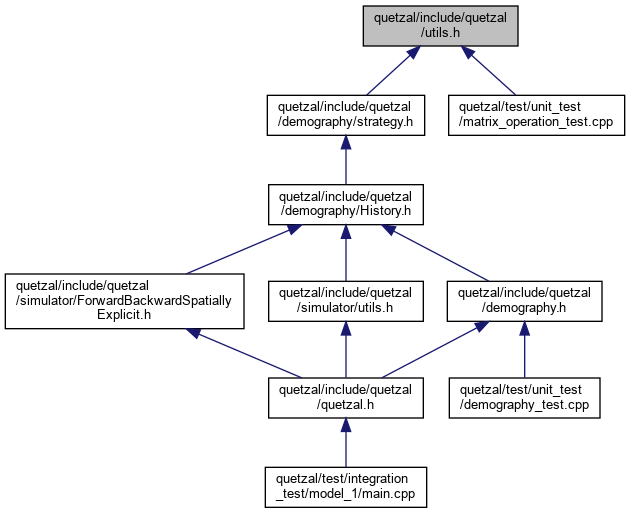 quetzal/include/quetzal
/utils.h
quetzal/include/quetzal
/demography/strategy.h
quetzal/test/unit_test
/matrix_operation_test.cpp
quetzal/include/quetzal
/demography/History.h
quetzal/include/quetzal
/simulator/ForwardBackwardSpatially
Explicit.h
quetzal/include/quetzal
/simulator/utils.h
quetzal/include/quetzal
/demography.h
quetzal/include/quetzal
/quetzal.h
quetzal/test/unit_test
/demography_test.cpp
quetzal/test/integration
_test/model_1/main.cpp